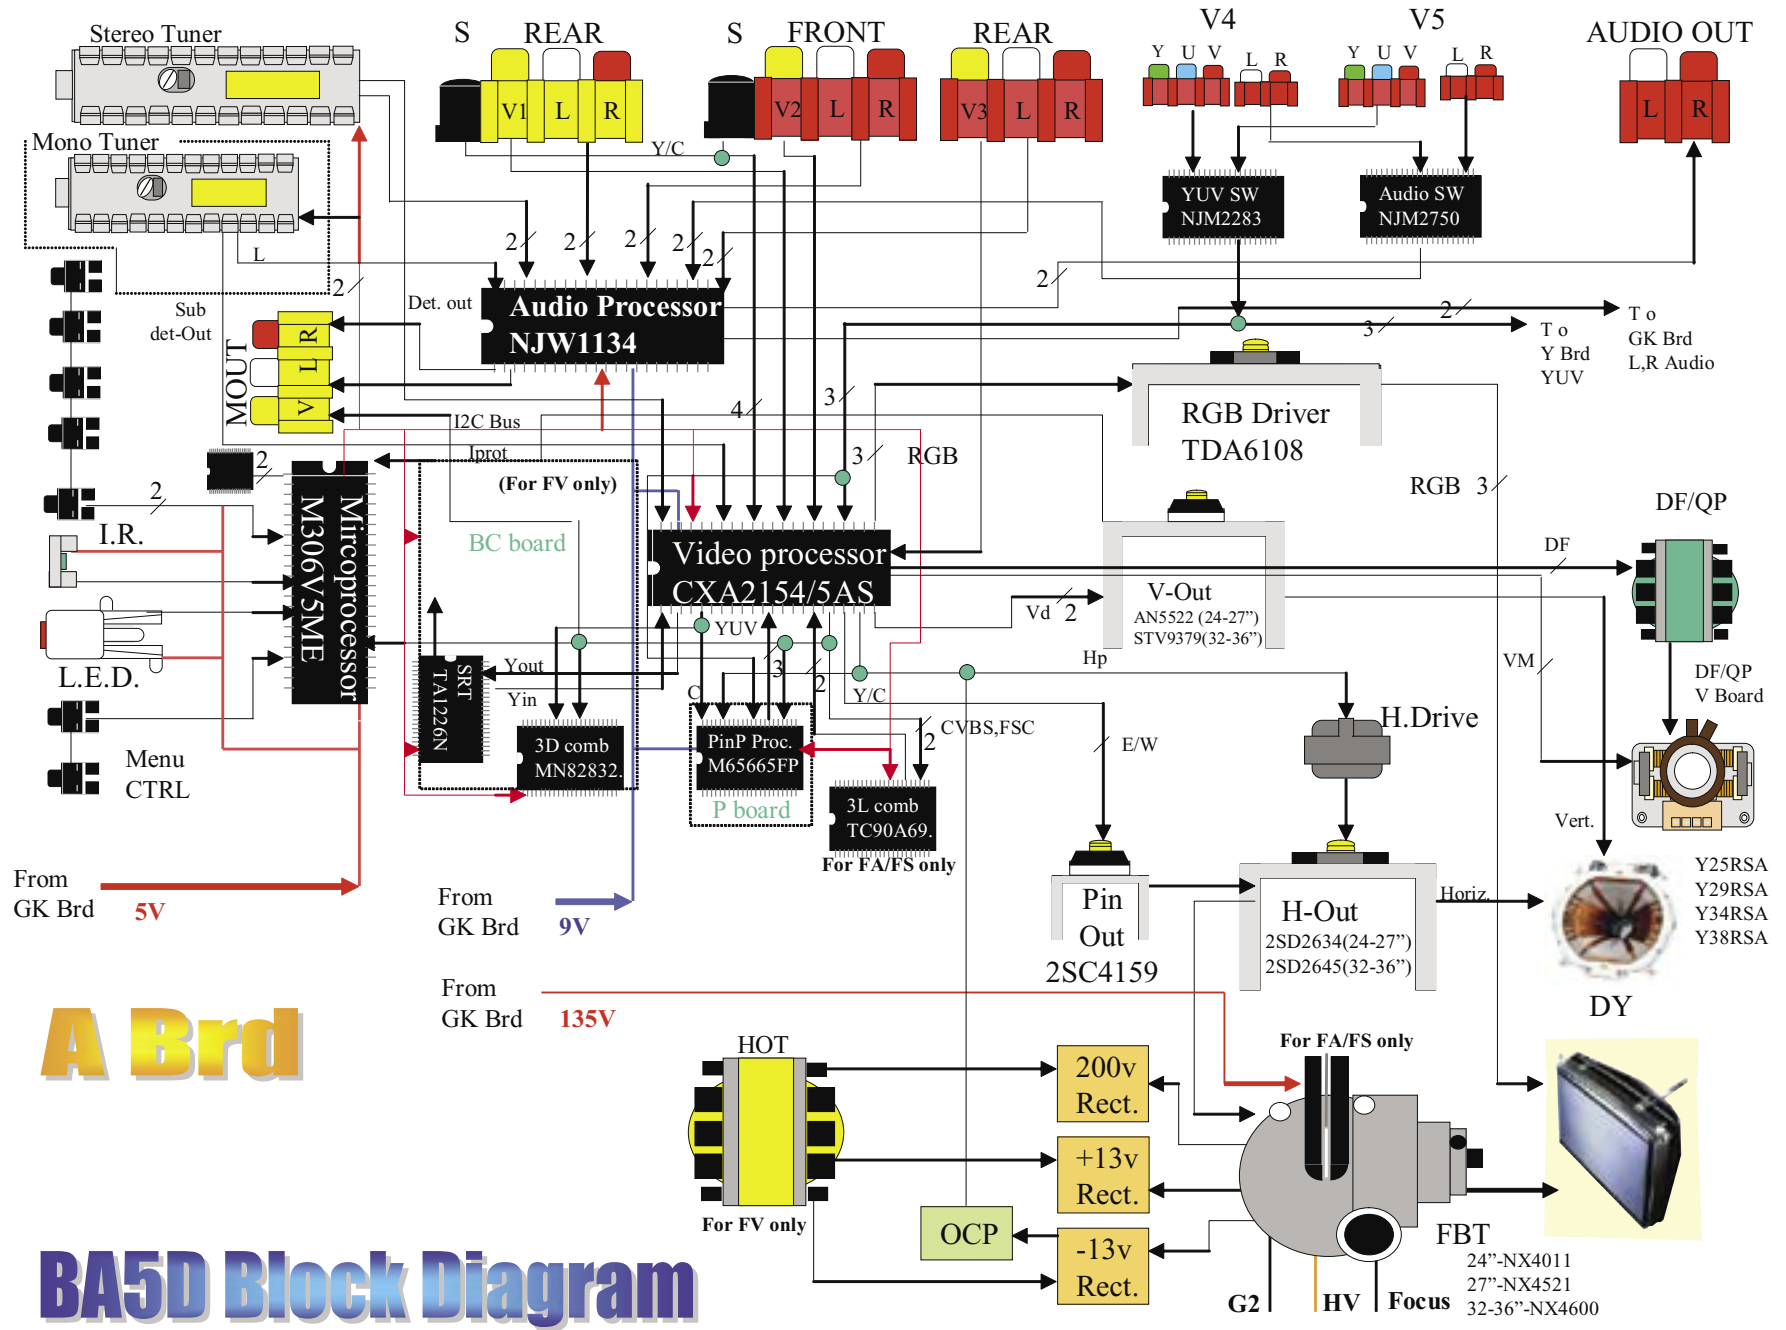 Stereo Tuner
S
REAR
S
FRONT
REAR
V4
V5
AUDIO OUT
Y U V
L R
Y U V
L R
V1 L R
V2 L R
V3 L R
L R
Mono Tuner
Y/C
YUV SW
NJM2283
Audio SW
NJM2750
L
2
2
2
2
2
2
2
2
Sub
det-Out
Det. out
Audio Processor
NJW1134
MOUT
R
L
V
3
2
T o
Y Brd
YUV
T o
GK Brd
L,R Audio
I2C Bus
4
3
3
RGB
RGB Driver
TDA6108
Iprot
(For FV only)
2
2
I.R.
Mircoprocessor
M306V5ME
BC board
Video processor
CXA2154/5AS
RGB 3
DF/QP
DF
V-Out
AN5522 (24-27”)
STV9379(32-36”)
Vd
2
YUV
Hp
VM
L.E.D.
SRT
TA1226N
Yout
Yin
3
2
Y/C
C
DF/QP
V Board
Menu
CTRL
3D comb
MN82832.
PinP Proc.
M65665FP
P board
CVBS,FSC
2
E/W
H.Drive
3L comb
TC90A69.
For FA/FS only
Vert.
From
GK Brd
5V
From
GK Brd
9V
Pin
Out
2SC4159
H-Out
2SD2634(24-27”)
2SD2645(32-36”)
Horiz.
Y25RSA
Y29RSA
Y34RSA
Y38RSA
DY
From
GK Brd
135V
A Brd
HOT
For FA/FS only
200v
Rect.
+13v
Rect.
-13v
Rect.
For FV only
OCP
FBT
24”-NX4011
27”-NX4521
32-36”-NX4600
G2
HV
Focus
BA5D Block Diagram